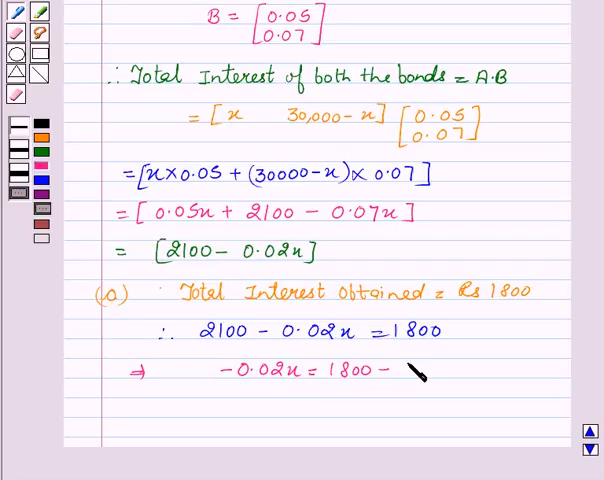 B = [0.05
0.07]
∴ Total Interest of both the bonds = A·B
= [x 30,000 - x] [0.05
0.07]
= [x × 0.05 + (30000 - x) × 0.07]
= [0.05x + 2100 - 0.07x]
= [2100 - 0.02x]
(a) Total Interest obtained = Rs 1800
∴ 2100 - 0.02x = 1800
⇒ -0.02x = 1800 -